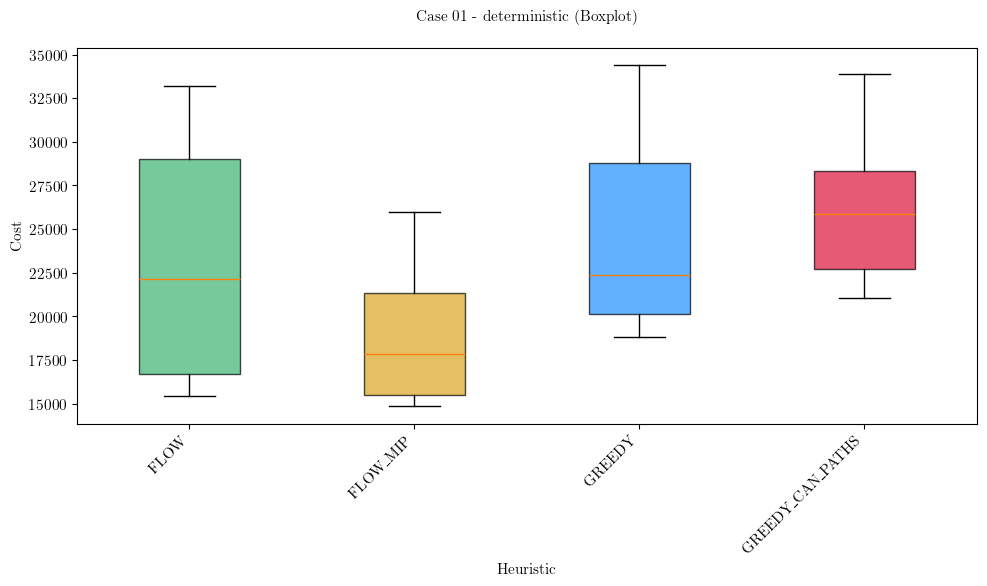 Case 01 - deterministic (Boxplot)
35000
32500
30000
27500
25000
22500
20000
17500
15000
Cost
FLOW
FLOW_MIP
GREEDY
GREEDY_CAN_PATHS
Heuristic